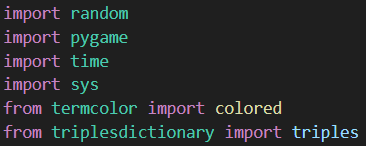 import random
import pygame
import time
import sys
from termcolor import colored
from triplesdictionary import triples